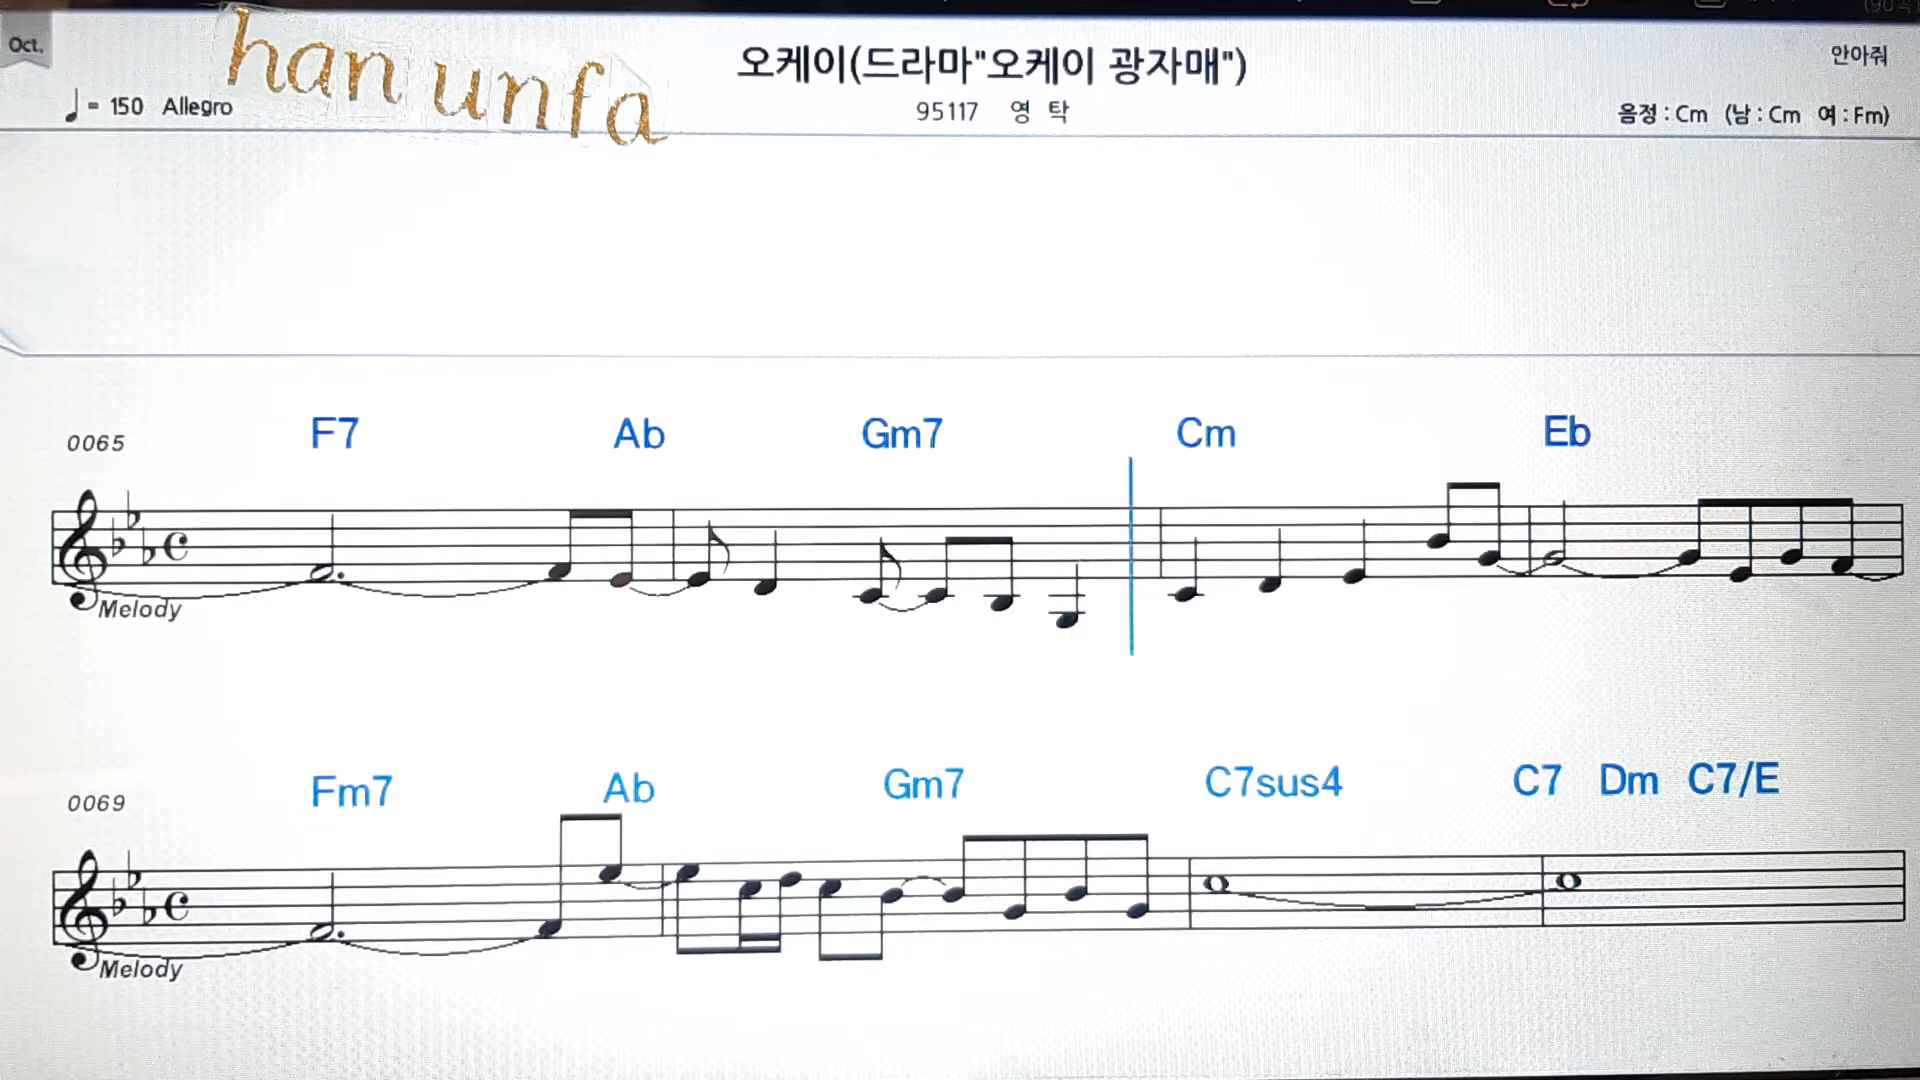 Oct.
han unfa
오케이(드라마"오케이 광자매")
안아줘
= 150 Allegro
95117 영 탁
음정 : Cm (남 : Cm 여 : Fm)
0065 F7 Ab Gm7 Cm Eb
Melody
0069 Fm7 Ab Gm7 C7sus4 C7 Dm C7/E
Melody